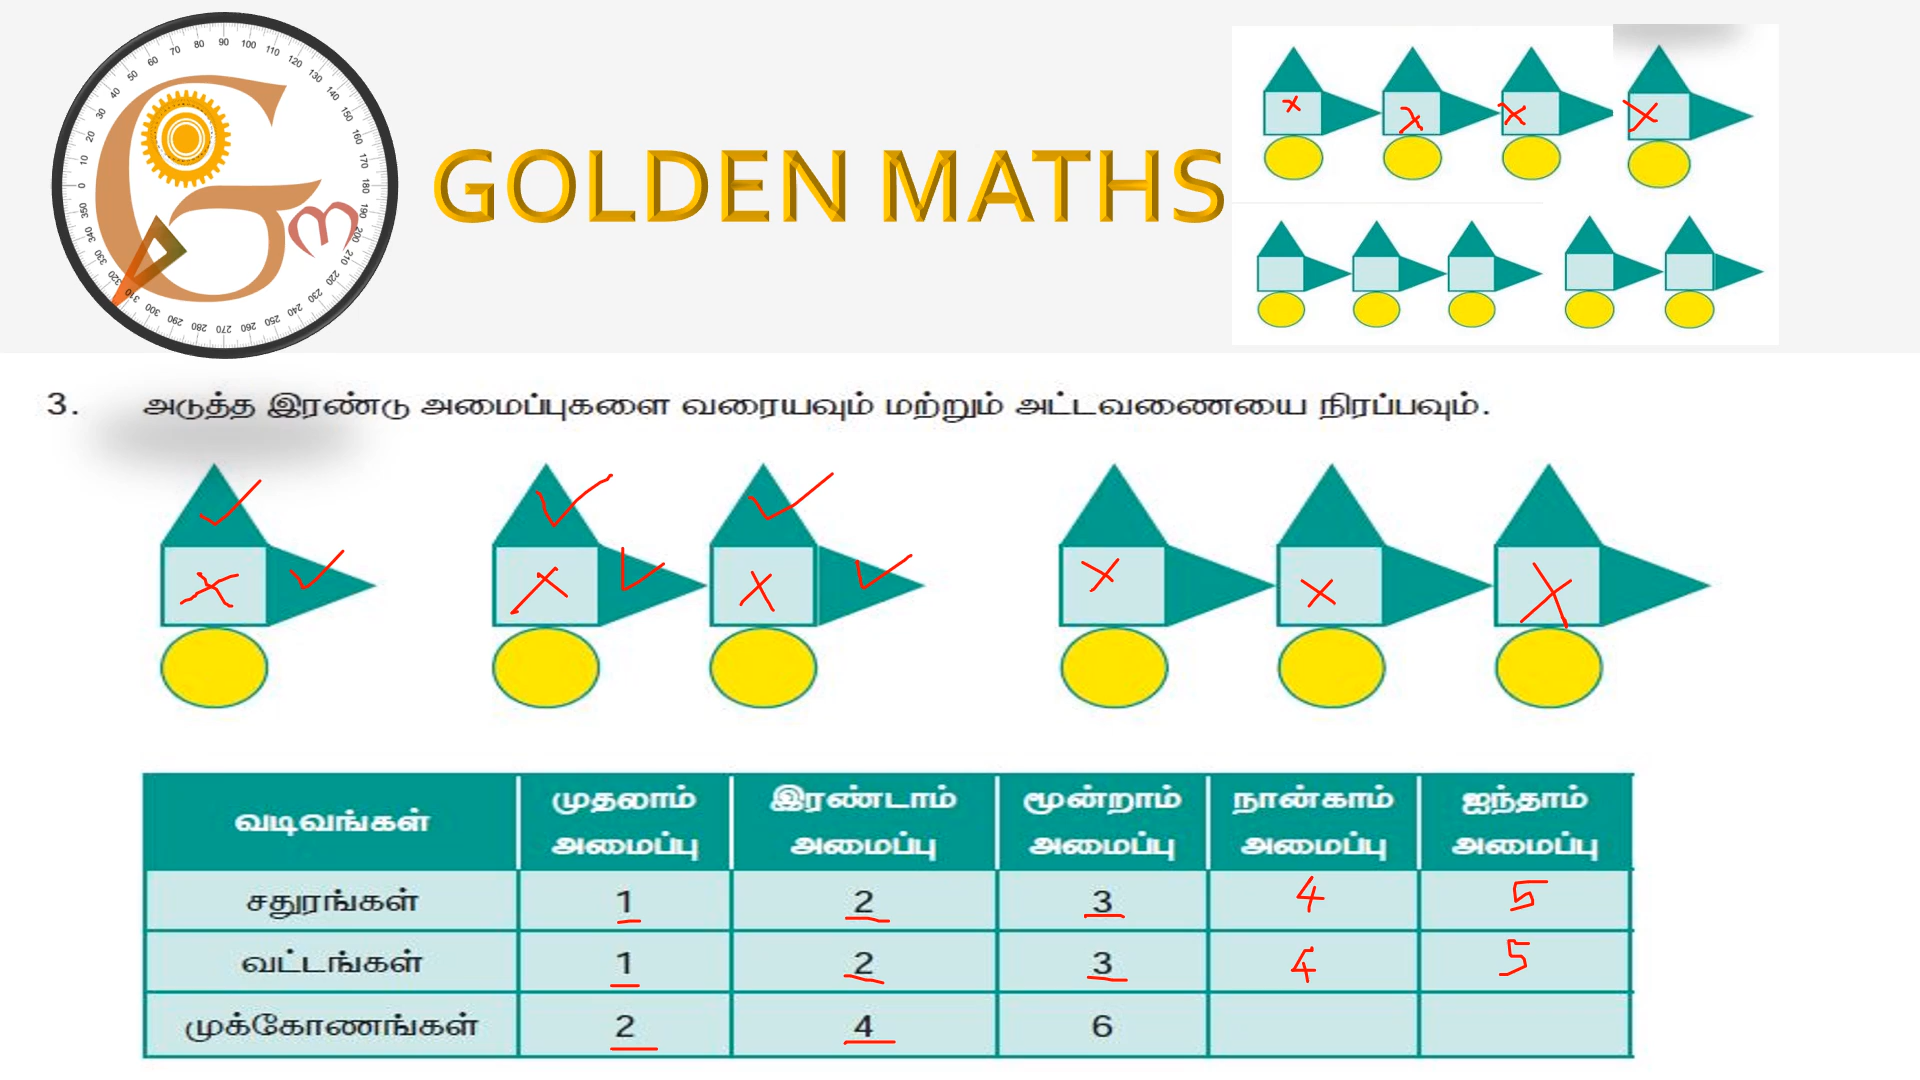 GOLDEN MATHS
3. அடுத்த இரண்டு அமைப்புகளை வரையவும் மற்றும் அட்டவணையை நிரப்பவும்.
வடிவங்கள் முதலாம் அமைப்பு இரண்டாம் அமைப்பு மூன்றாம் அமைப்பு நான்காம் அமைப்பு ஐந்தாம் அமைப்பு
சதுரங்கள் 1 2 3 4 5
வட்டங்கள் 1 2 3 4 5
முக்கோணங்கள் 2 4 6